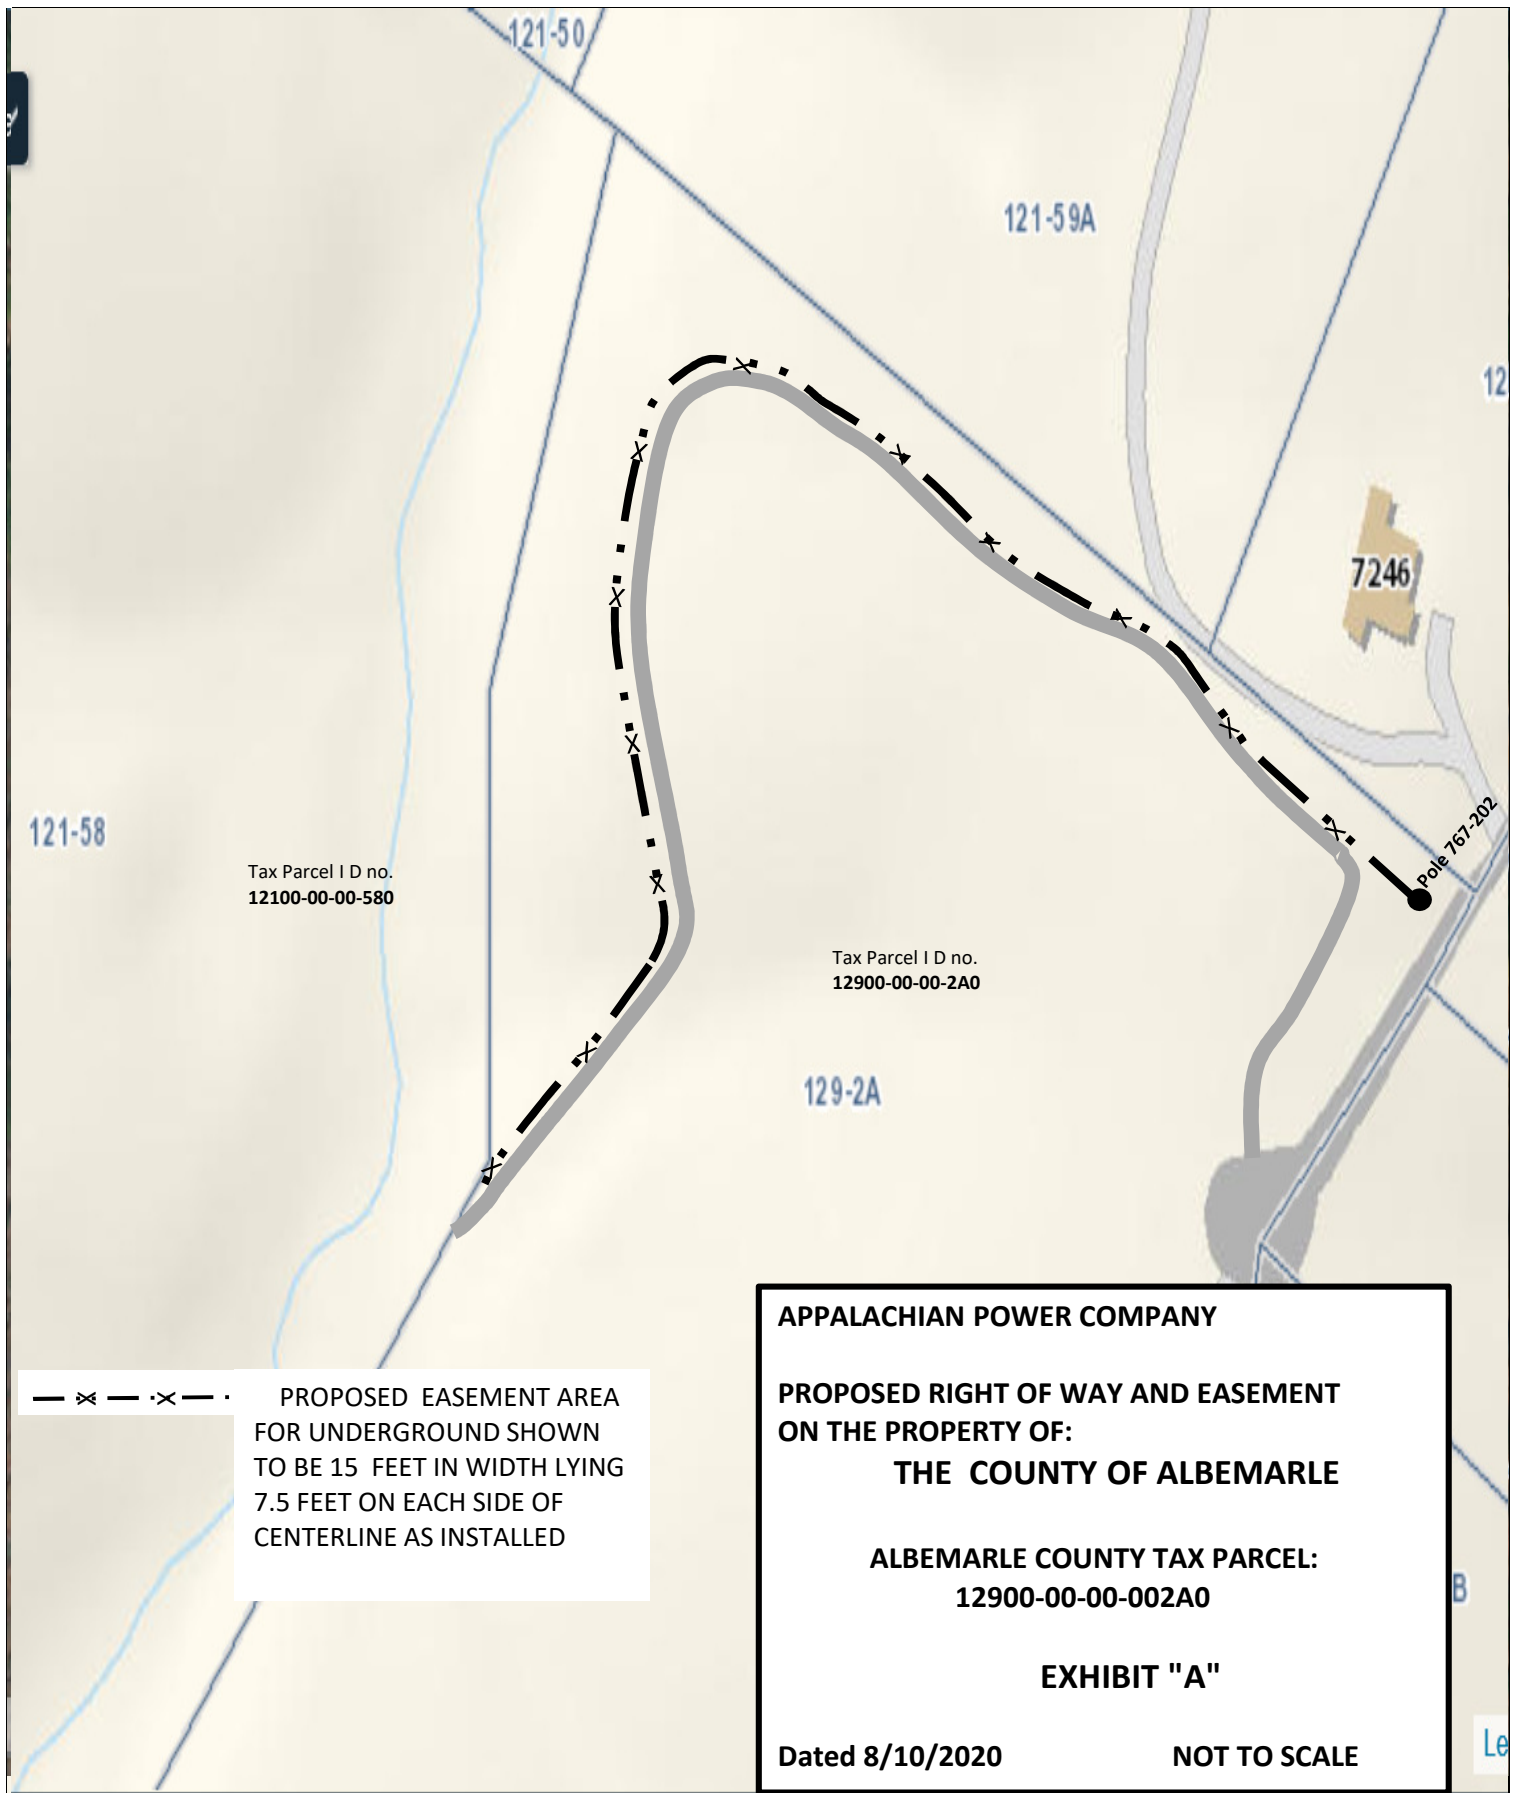 121-50
121-59A
12
7246
Pole 767-202
121-58
Tax Parcel I D no.
12100-00-00-580
Tax Parcel I D no.
12900-00-00-2A0
129-2A
PROPOSED EASEMENT AREA
FOR UNDERGROUND SHOWN
TO BE 15 FEET IN WIDTH LYING
7.5 FEET ON EACH SIDE OF
CENTERLINE AS INSTALLED
APPALACHIAN POWER COMPANY
PROPOSED RIGHT OF WAY AND EASEMENT
ON THE PROPERTY OF:
THE COUNTY OF ALBEMARLE
ALBEMARLE COUNTY TAX PARCEL:
12900-00-00-002A0
EXHIBIT "A"
Dated 8/10/2020 NOT TO SCALE
B
Le